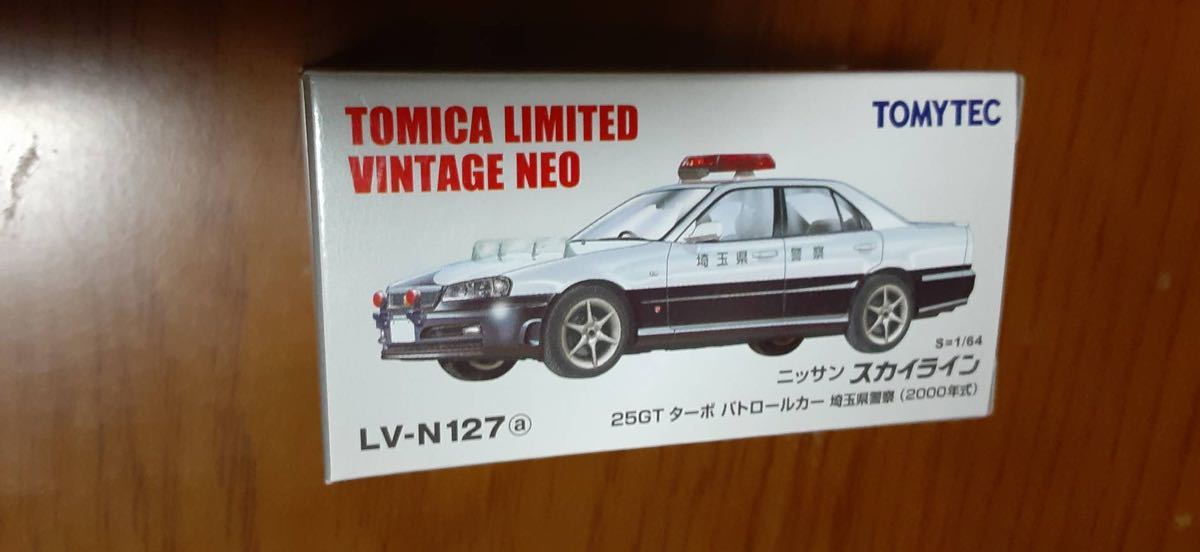 TOMICA LIMITED
VINTAGE NEO
TOMYTEC
埼玉県 警察
S=1/64
ニッサン スカイライン
25GT ターボ パトロールカー 埼玉県警察 (2000年式)
LV-N127ⓐ